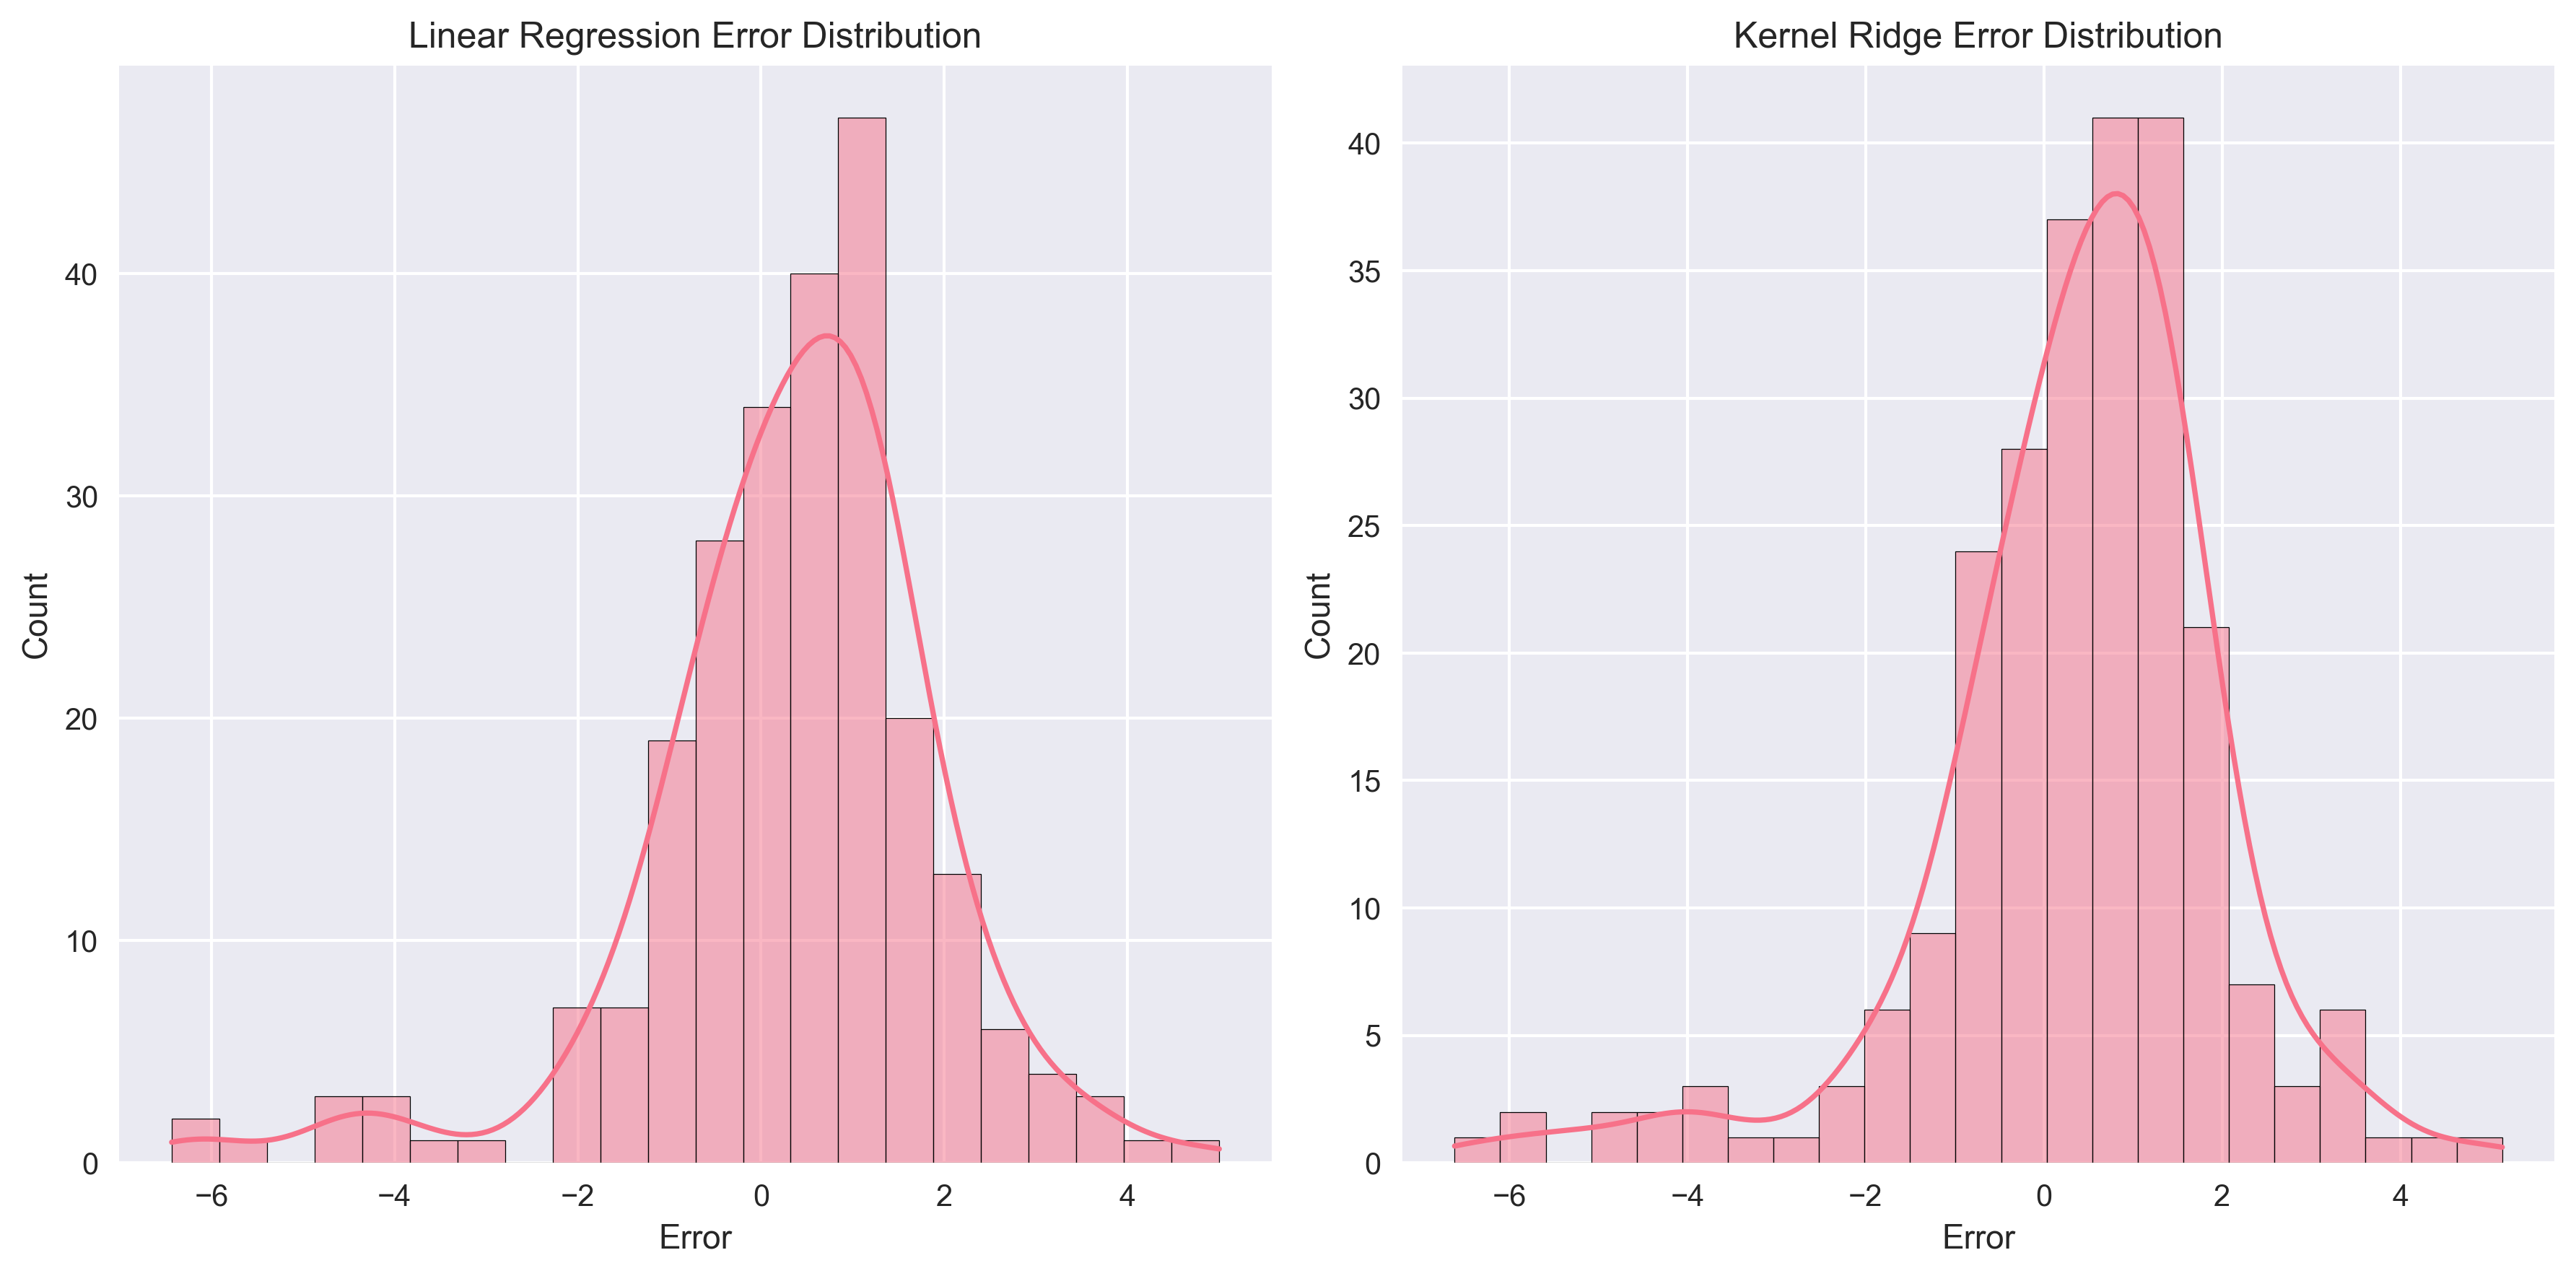 Linear Regression Error Distribution
Count
40
30
20
10
0
−6 −4 −2 0 2 4
Error
Kernel Ridge Error Distribution
Count
40
35
30
25
20
15
10
5
0
−6 −4 −2 0 2 4
Error